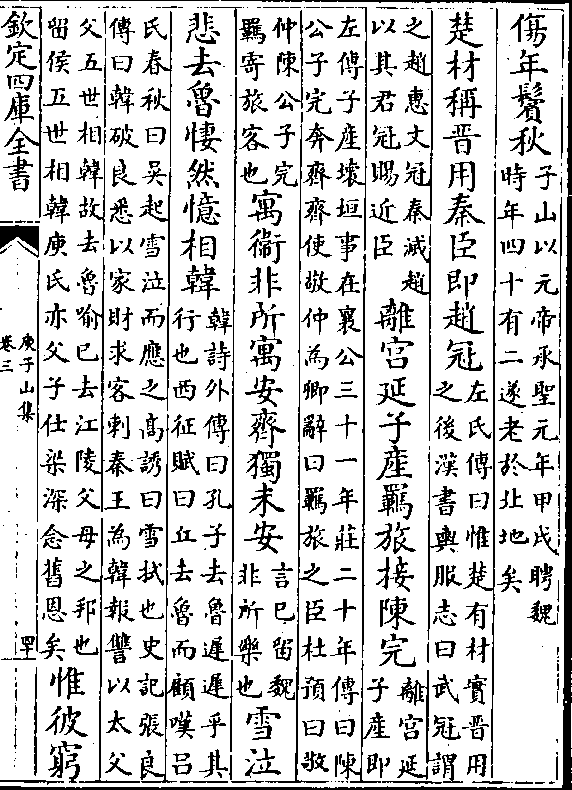 傷年鬢秋
子山以元帝承聖元年甲戌聘魏
時年四十有二遂老於北地矣
楚材稱晉用秦臣即趙冠
左氏傳曰惟楚有材實晉用
之後漢書輿服志曰武冠謂
之趙惠文冠秦滅趙
以其君冠賜近臣
離宮延子產羈旅接陳完
離宮延
子產即
左傳子產壞垣事在襄公三十一年莊二十年傳曰陳
公子完奔齊齊使敬仲為卿辭曰羈旅之臣杜預曰敬
仲陳公子完
羈寄旅客也
寓衞非所寓安齊獨未安
言已留魏
非所樂也
雪泣
悲去魯悽然憶相韓
韓詩外傳曰孔子去魯遲遲乎其
行也西征賦曰丘去魯而顧嘆吕
氏春秋曰吳起雪泣而應之高誘曰雪拭也史記張良
傳曰韓破良悉以家財求客刺秦王為韓報讐以太父
父五世相韓故去魯喻已去江陵父母之邦也
留侯五世相韓庾氏亦父子仕梁深念舊恩矣
惟彼窮
欽定四庫全書
庾子山集
卷三
罕